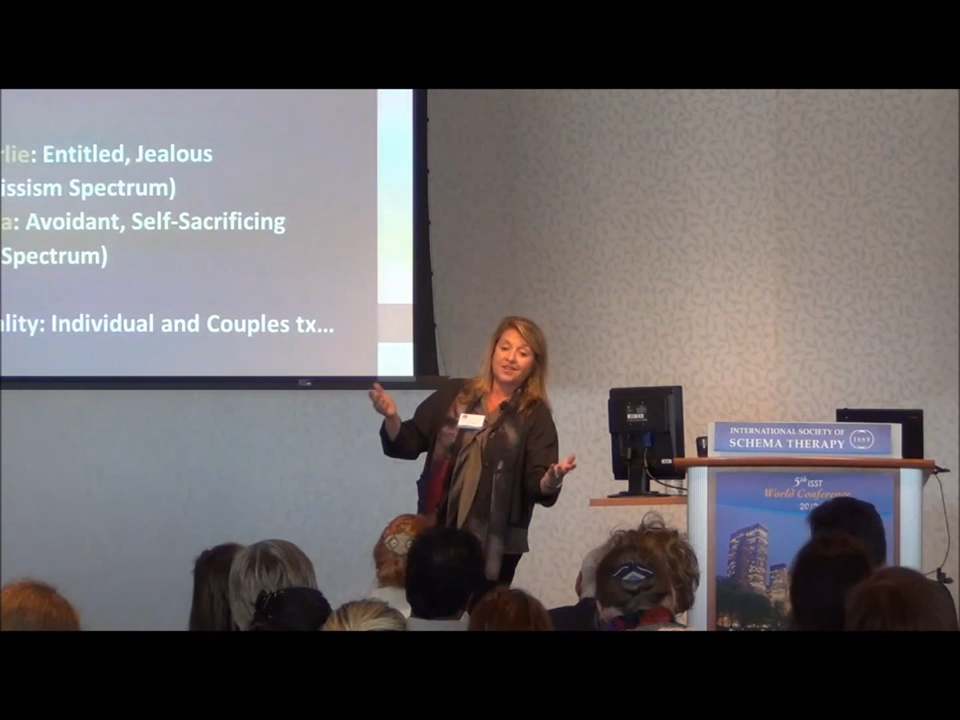 rlie: Entitled, Jealous
issism Spectrum)
a: Avoidant, Self-Sacrificing
Spectrum)
ality: Individual and Couples tx...
INTERNATIONAL SOCIETY OF
SCHEMA THERAPY
ISST
5th ISST
World Conference